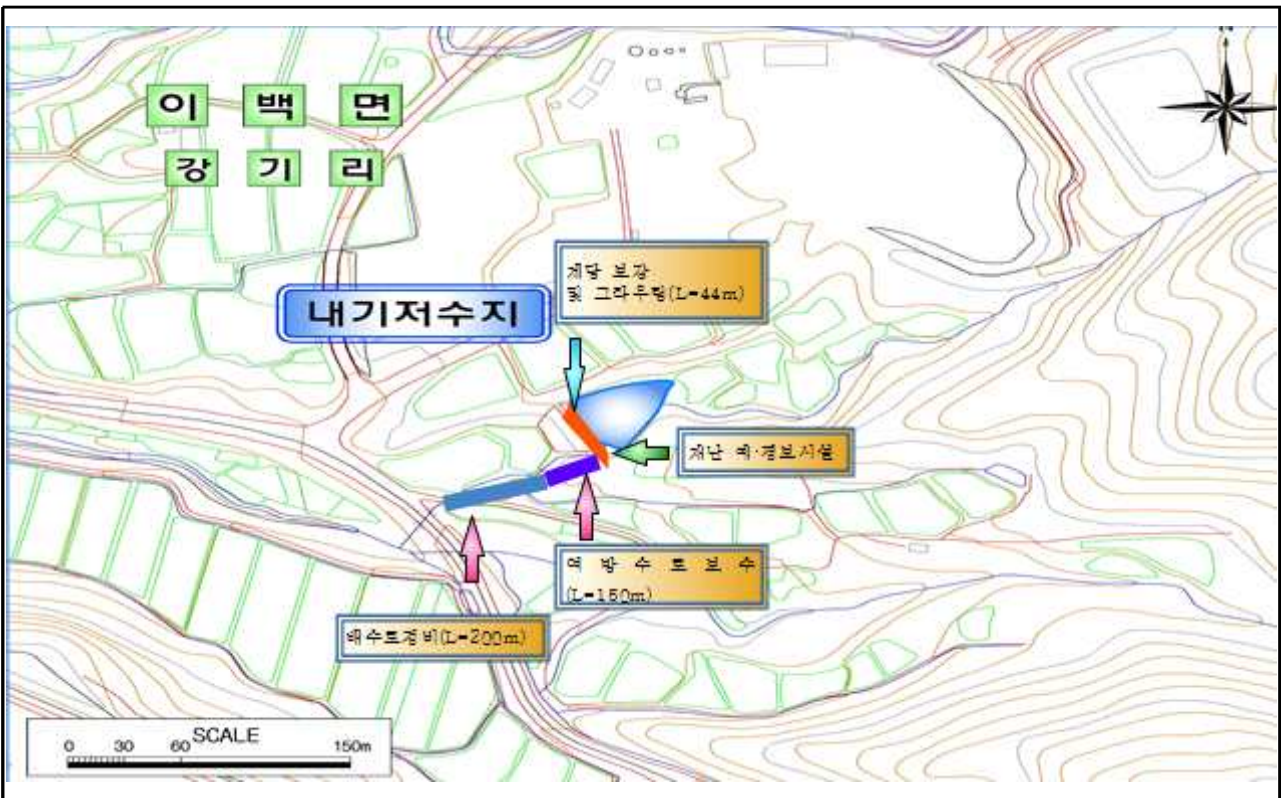 이 백 면
강 기 리
제당 보강
및 그라우팅(L=44m)
내기저수지
재난 예·경보시설
여 방 수 로 보 수
(L=150m)
배수로정비(L=200m)
SCALE
0 30 60 150m